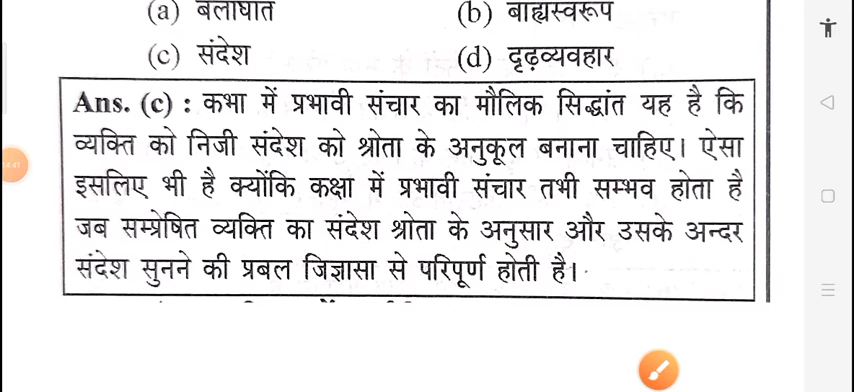 (a) बलाघात (b) बाह्यस्वरूप
(c) संदेश (d) दृढ़व्यवहार
Ans. (c) : कभा में प्रभावी संचार का मौलिक सिद्धांत यह है कि
व्यक्ति को निजी संदेश को श्रोता के अनुकूल बनाना चाहिए। ऐसा
इसलिए भी है क्योंकि कक्षा में प्रभावी संचार तभी सम्भव होता है
जब सम्प्रेषित व्यक्ति का संदेश श्रोता के अनुसार और उसके अन्दर
संदेश सुनने की प्रबल जिज्ञासा से परिपूर्ण होती है।